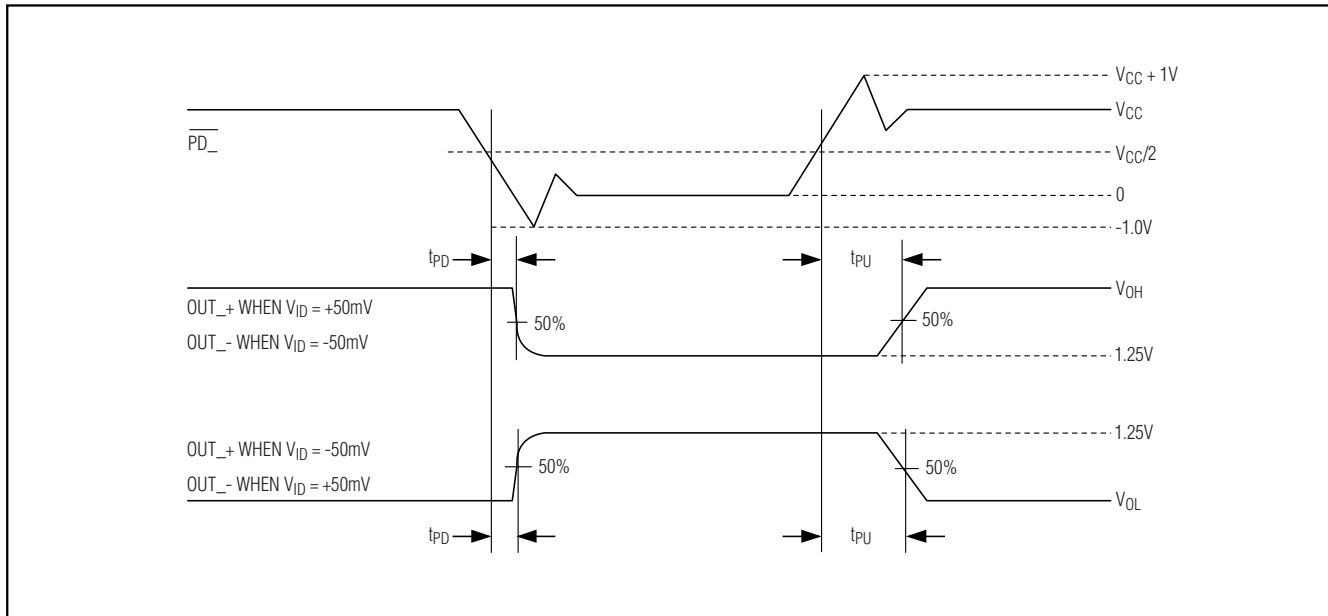 V_CC + 1V
V_CC
P̅D̅_̅
V_CC/2
0
-1.0V
t_PD
t_PU
OUT_+ WHEN V_ID = +50mV
OUT_- WHEN V_ID = -50mV
50%
50%
V_OH
1.25V
OUT_+ WHEN V_ID = -50mV
OUT_- WHEN V_ID = +50mV
50%
50%
1.25V
V_OL
t_PD
t_PU